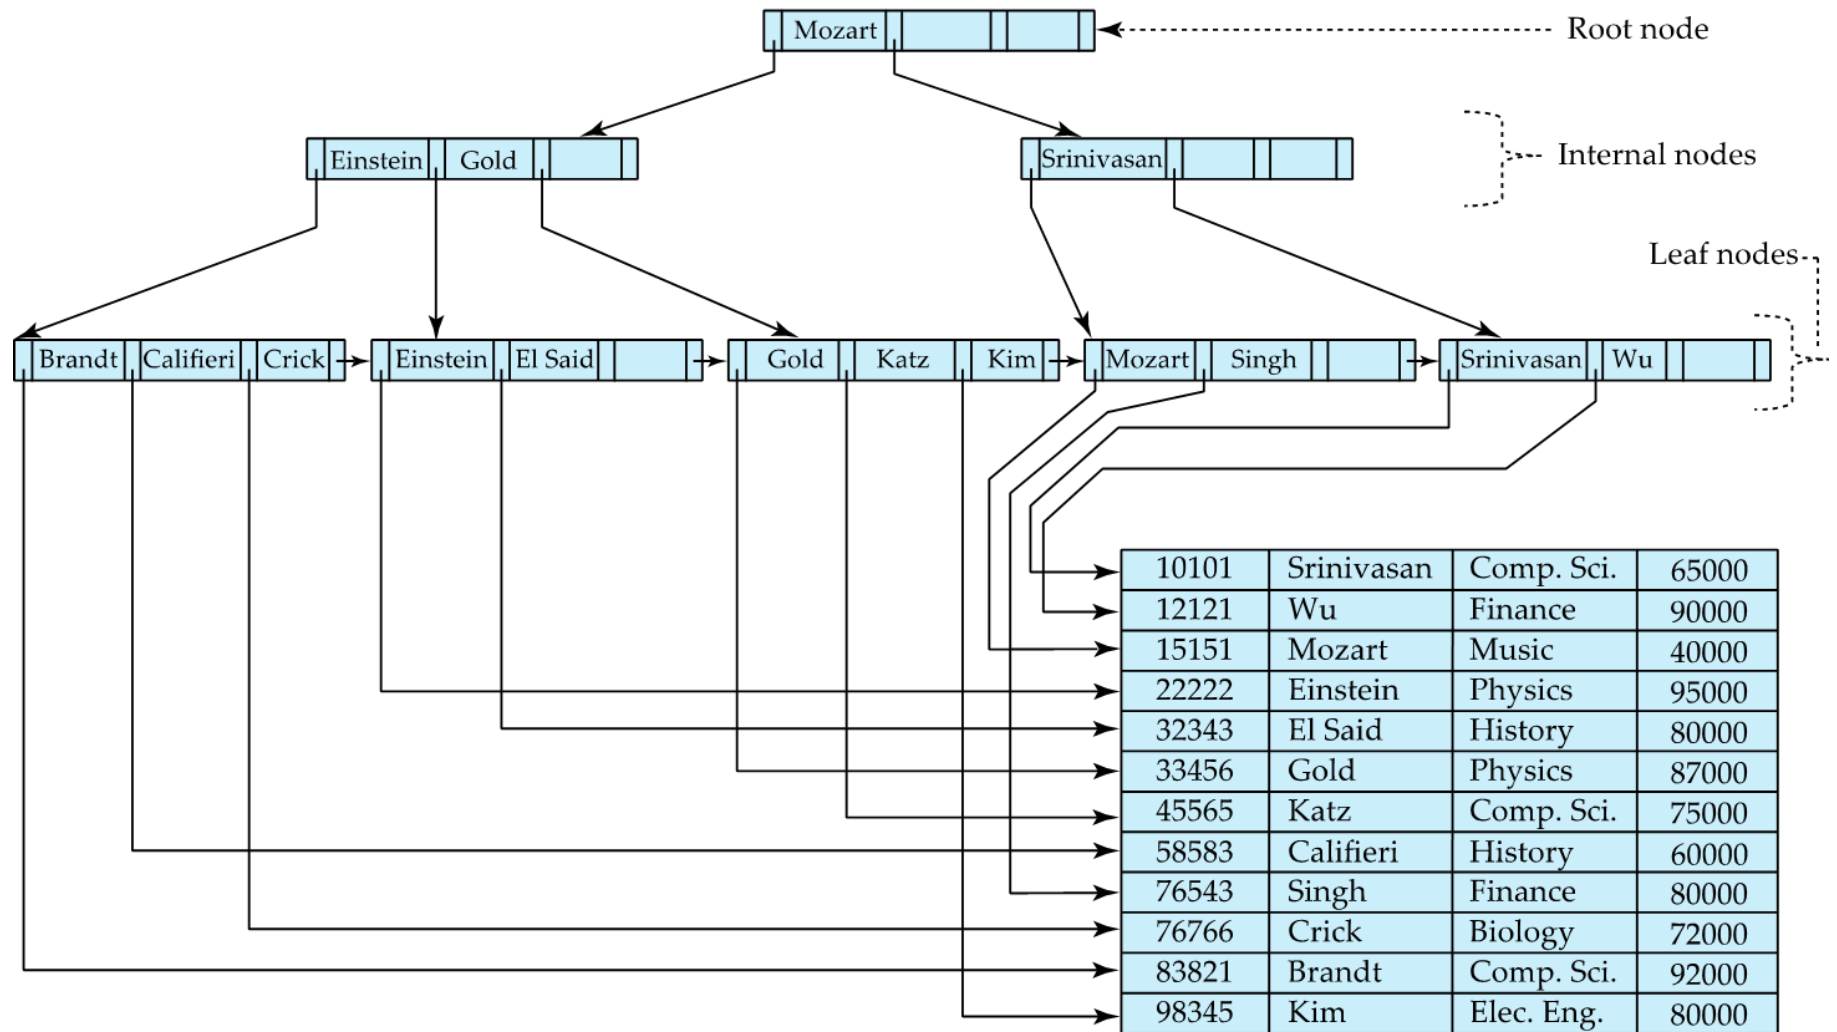 Mozart
Root node
Einstein Gold
Srinivasan
Internal nodes
Leaf nodes
Brandt Califieri Crick
Einstein El Said
Gold Katz Kim
Mozart Singh
Srinivasan Wu
10101 Srinivasan Comp. Sci. 65000
12121 Wu Finance 90000
15151 Mozart Music 40000
22222 Einstein Physics 95000
32343 El Said History 80000
33456 Gold Physics 87000
45565 Katz Comp. Sci. 75000
58583 Califieri History 60000
76543 Singh Finance 80000
76766 Crick Biology 72000
83821 Brandt Comp. Sci. 92000
98345 Kim Elec. Eng. 80000